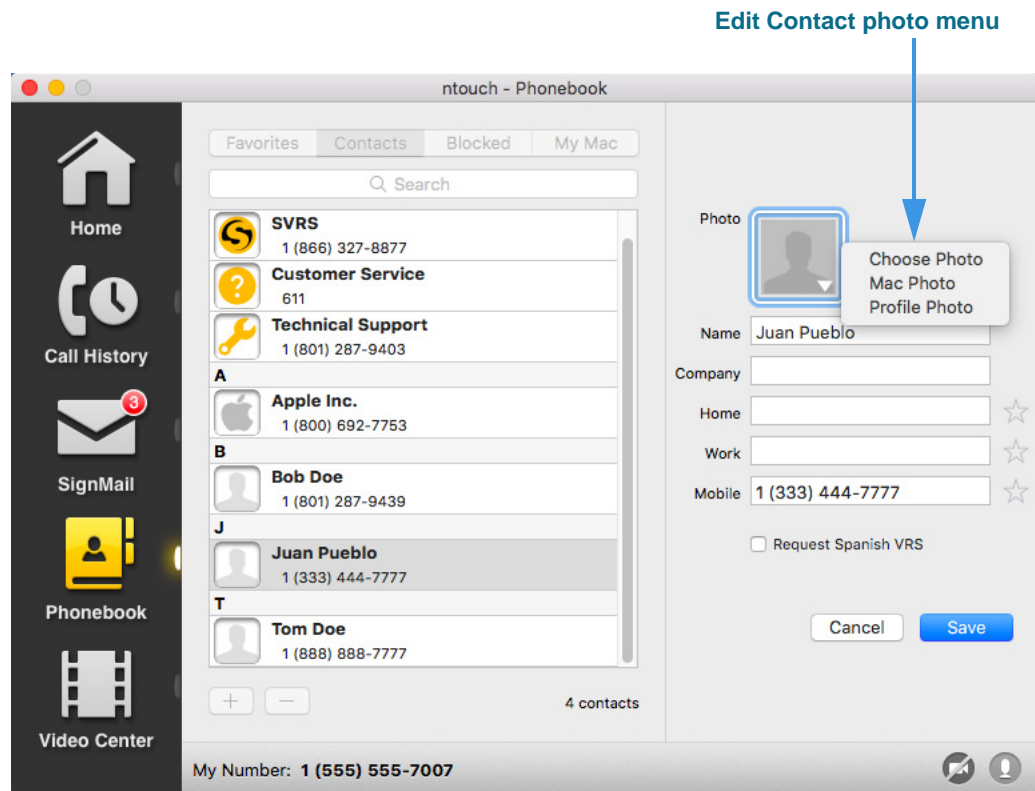 Edit Contact photo menu
ntouch - Phonebook
Home
Call History
3
SignMail
Phonebook
Video Center
Favorites Contacts Blocked My Mac
Search
SVRS
1 (866) 327-8877
?
Customer Service
611
Technical Support
1 (801) 287-9403
A
Apple Inc.
1 (800) 692-7753
B
Bob Doe
1 (801) 287-9439
J
Juan Pueblo
1 (333) 444-7777
T
Tom Doe
1 (888) 888-7777
4 contacts
Photo
Choose Photo
Mac Photo
Profile Photo
Name Juan Pueblo
Company
Home
Work
Mobile 1 (333) 444-7777
Request Spanish VRS
Cancel Save
My Number: 1 (555) 555-7007